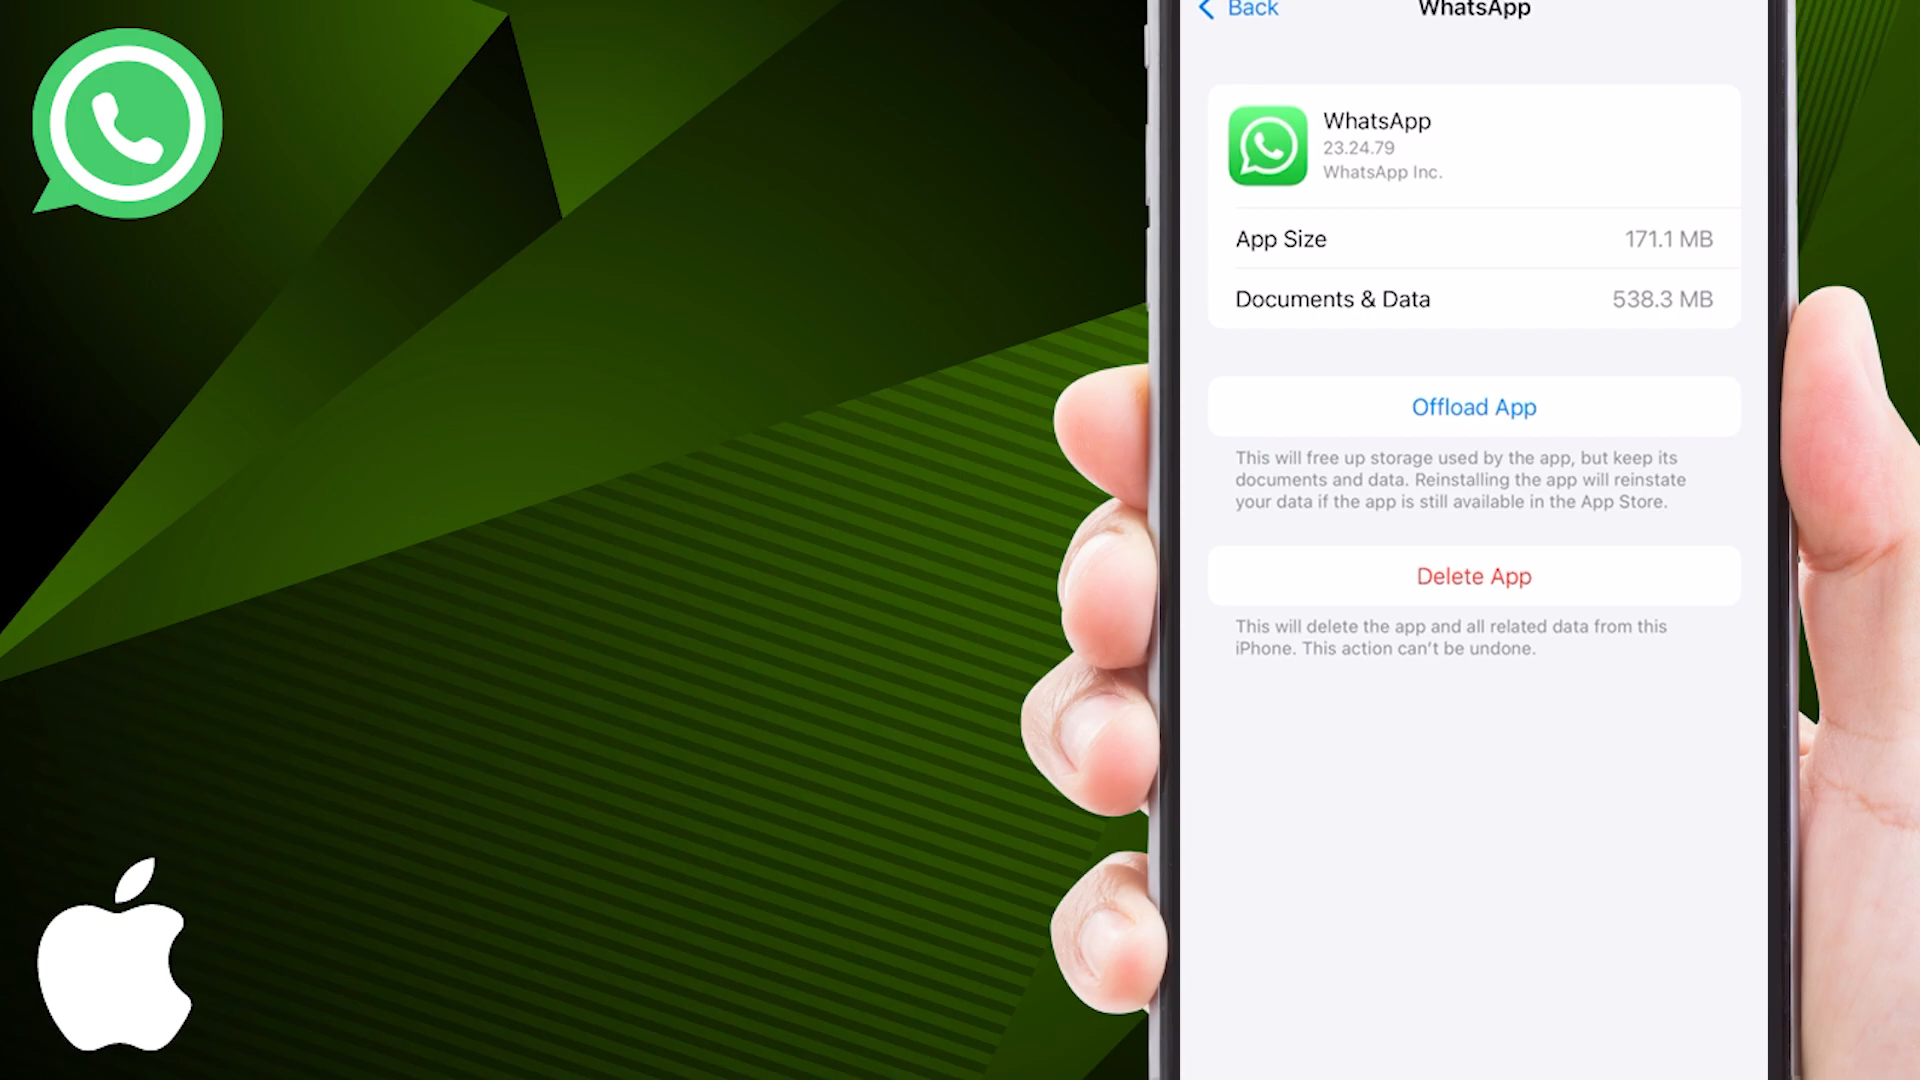 Back
WhatsApp
WhatsApp
23.24.79
WhatsApp Inc.
App Size 171.1 MB
Documents & Data 538.3 MB
Offload App
This will free up storage used by the app, but keep its
documents and data. Reinstalling the app will reinstate
your data if the app is still available in the App Store.
Delete App
This will delete the app and all related data from this
iPhone. This action can't be undone.